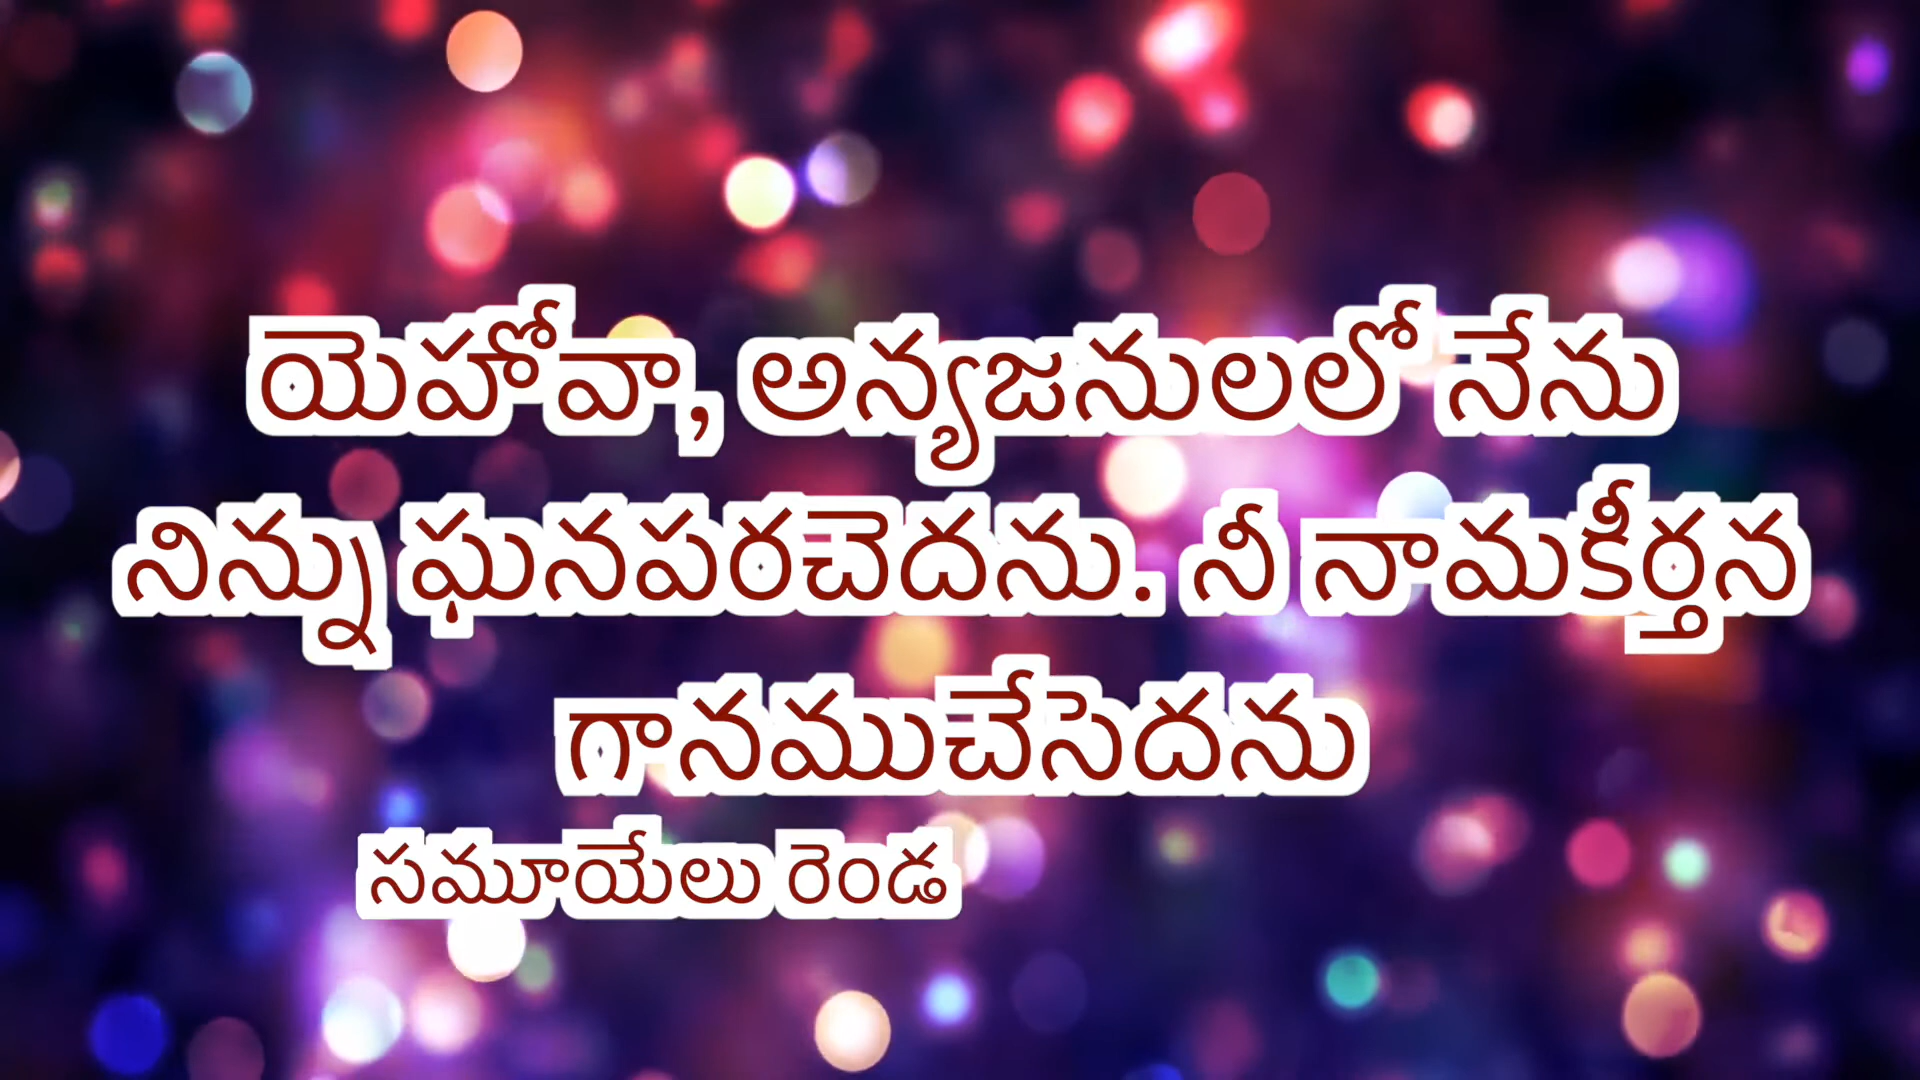 యెహోవా, అన్యజనులలో నేను
నిన్ను ఘనపరచెదను. నీ నామకీర్తన
గానముచేసెదను
సమూయేలు రెండ